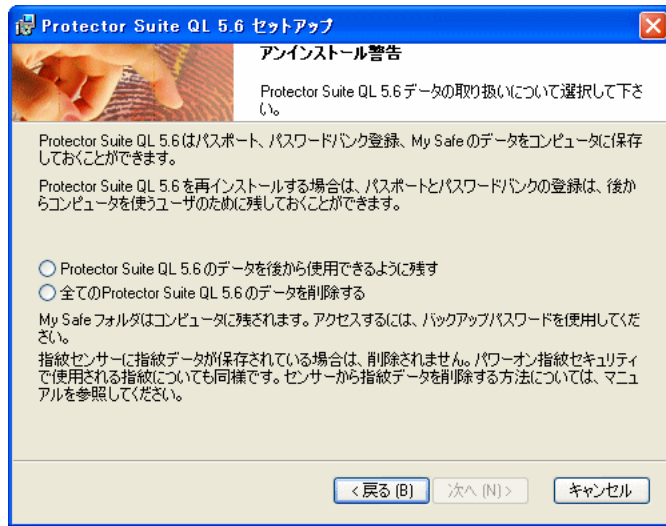 Protector Suite QL 5.6 セットアップ
アンインストール警告
Protector Suite QL 5.6 データの取り扱いについて選択して下さ
い。
Protector Suite QL 5.6はパスポート、パスワードバンク登録、My Safe のデータをコンピュータに保存
しておくことができます。
Protector Suite QL 5.6 を再インストールする場合は、パスポートとパスワードバンクの登録は、後か
らコンピュータを使うユーザのために残しておくことができます。
Protector Suite QL 5.6 のデータを後から使用できるように残す
全てのProtector Suite QL 5.6 のデータを削除する
My Safe フォルダはコンピュータに残されます。アクセスするには、バックアップパスワードを使用してくだ
さい。
指紋センサーに指紋データが保存されている場合は、削除されません。パワーオン指紋セキュリティ
で使用される指紋についても同様です。センサーから指紋データを削除する方法については、マニュ
アルを参照してください。
< 戻る (B)
次へ (N) >
キャンセル